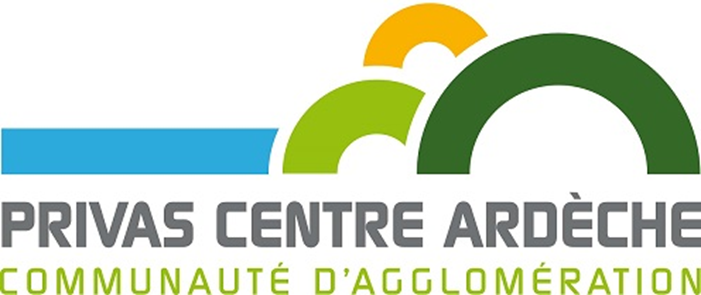 PRIVAS CENTRE ARDÈCHE
COMMUNAUTÉ D'AGGLOMÉRATION